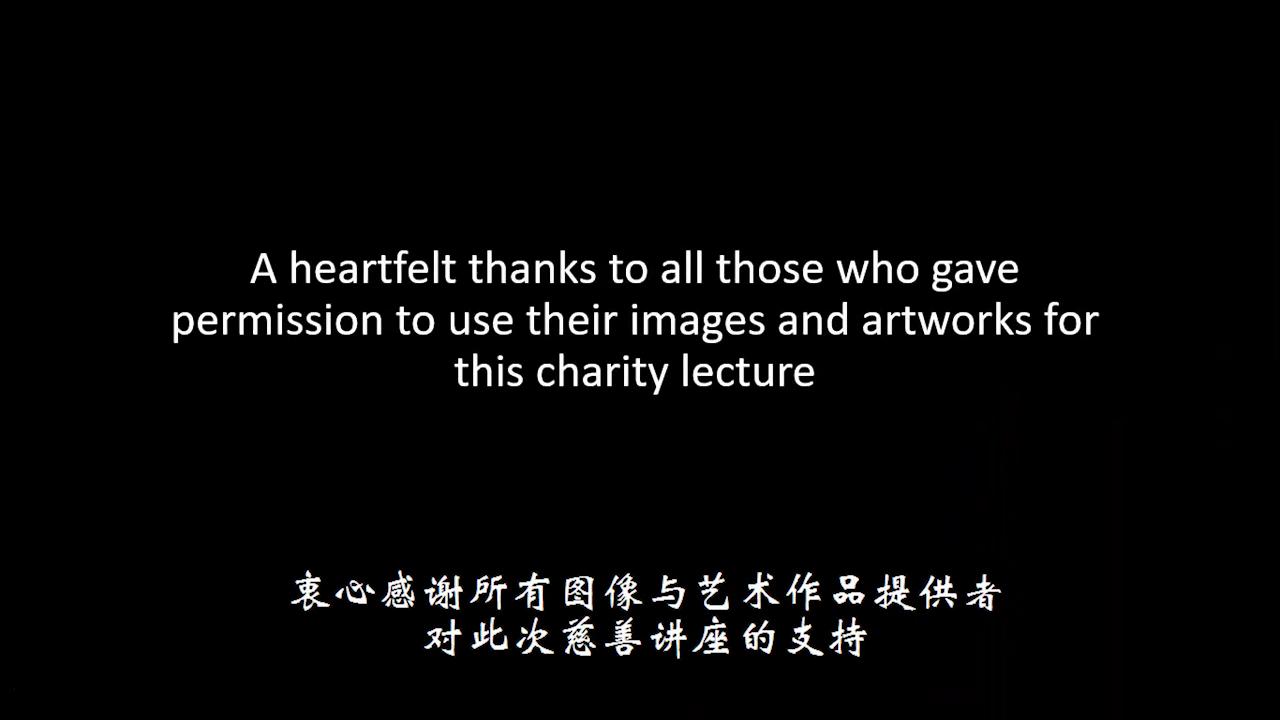 A heartfelt thanks to all those who gave
permission to use their images and artworks for
this charity lecture
衷心感谢所有图像与艺术作品提供者
对此次慈善讲座的支持